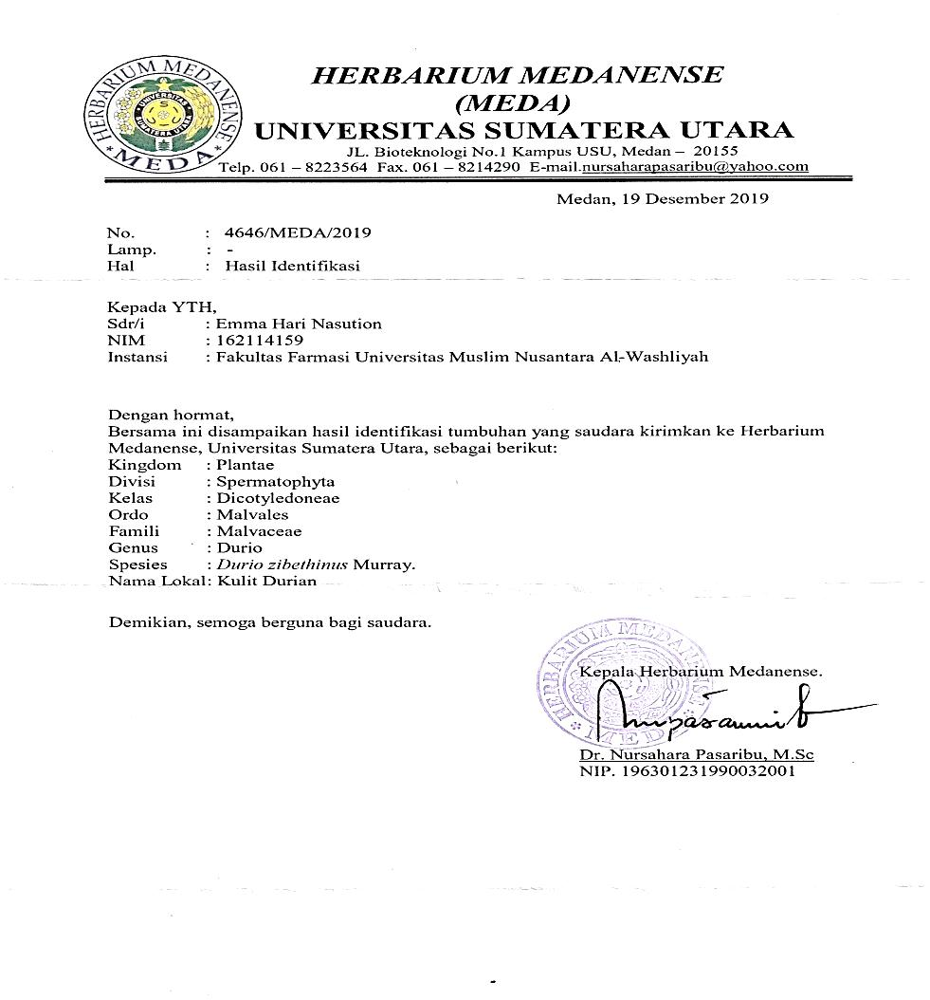 HERBARIUM MEDANENSE
MEDA
UNIVERSITAS
SUMATERA UTARA
HERBARIUM MEDANENSE
(MEDA)
UNIVERSITAS SUMATERA UTARA
JL. Bioteknologi No.1 Kampus USU, Medan – 20155
Telp. 061 – 8223564 Fax. 061 – 8214290 E-mail.nursaharapasaribu@yahoo.com
Medan, 19 Desember 2019
No. : 4646/MEDA/2019
Lamp. : -
Hal : Hasil Identifikasi
Kepada YTH,
Sdr/i : Emma Hari Nasution
NIM : 162114159
Instansi : Fakultas Farmasi Universitas Muslim Nusantara Al-Washliyah
Dengan hormat,
Bersama ini disampaikan hasil identifikasi tumbuhan yang saudara kirimkan ke Herbarium
Medanense, Universitas Sumatera Utara, sebagai berikut:
Kingdom : Plantae
Divisi : Spermatophyta
Kelas : Dicotyledoneae
Ordo : Malvales
Famili : Malvaceae
Genus : Durio
Spesies : Durio zibethinus Murray.
Nama Lokal: Kulit Durian
Demikian, semoga berguna bagi saudara.
HERBARIUM MEDANENSE
MEDA
Kepala Herbarium Medanense.
Dr. Nursahara Pasaribu, M.Sc
NIP. 196301231990032001